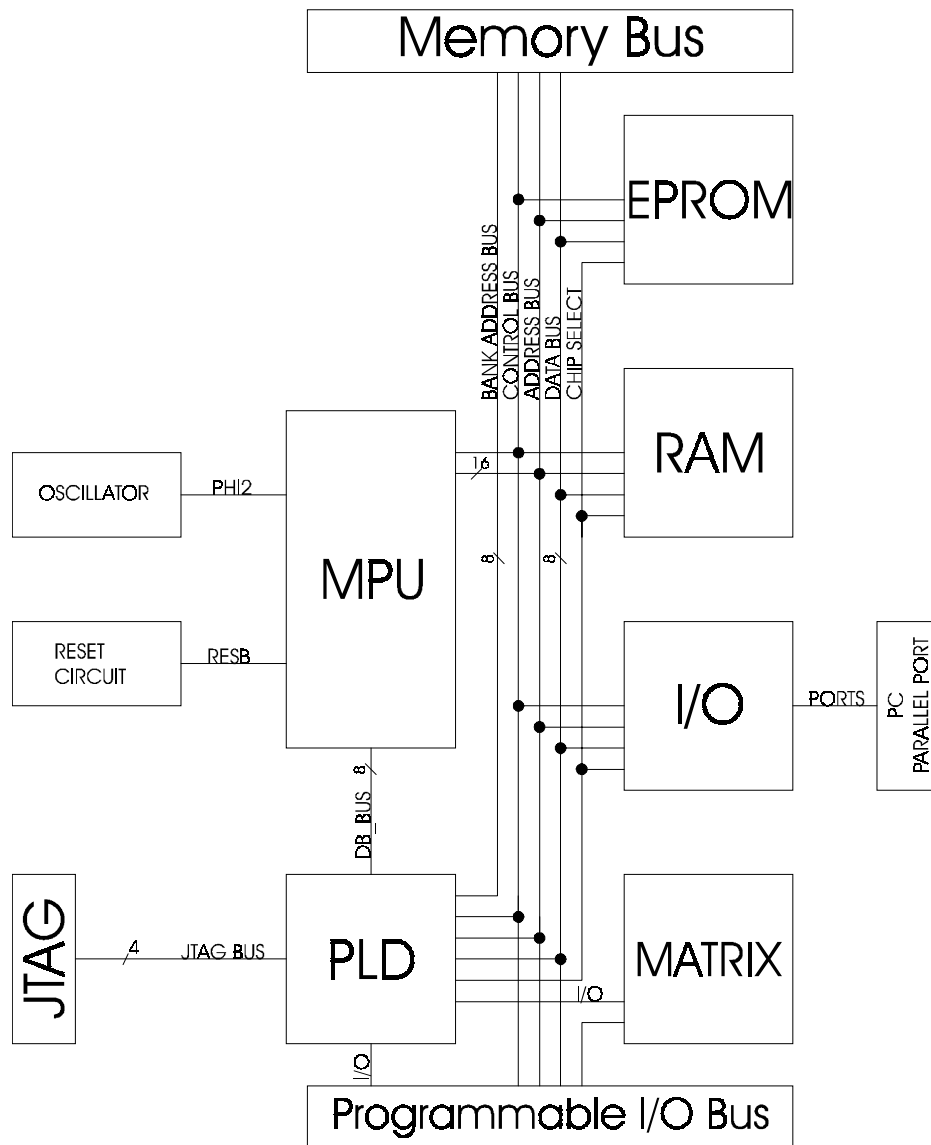 Memory Bus
EPROM
BANK ADDRESS BUS
CONTROL BUS
ADDRESS BUS
DATA BUS
CHIP SELECT
RAM
16
OSCILLATOR
PHI2
MPU
8
8
RESET
CIRCUIT
RESB
I/O
PORTS
PC
PARALLEL PORT
8
DB_BUS
JTAG
4
JTAG BUS
PLD
MATRIX
I/O
I/O
Programmable I/O Bus